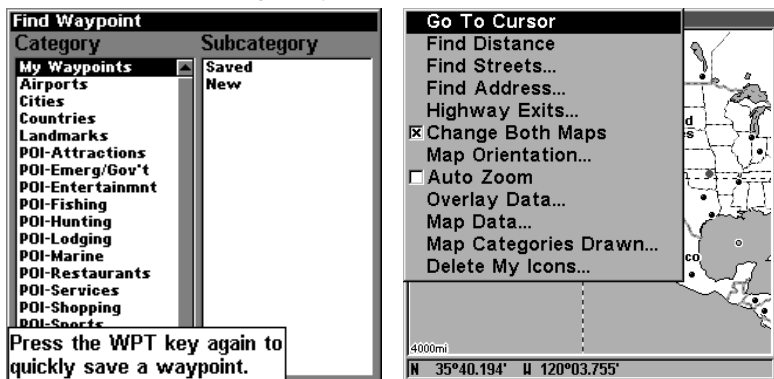 Find Waypoint
Category Subcategory
My Waypoints
Airports
Cities
Countries
Landmarks
POI-Attractions
POI-Emerg/Gov't
POI-Entertainmnt
POI-Fishing
POI-Hunting
POI-Lodging
POI-Marine
POI-Restaurants
POI-Services
POI-Shopping
POI-Sports
Saved
New
Press the WPT key again to
quickly save a waypoint.
Go To Cursor
Find Distance
Find Streets...
Find Address...
Highway Exits...
Change Both Maps
Map Orientation...
Auto Zoom
Overlay Data...
Map Data...
Map Categories Drawn...
Delete My Icons...
d
s
co
4000mi
N 35°40.194' W 120°03.755'